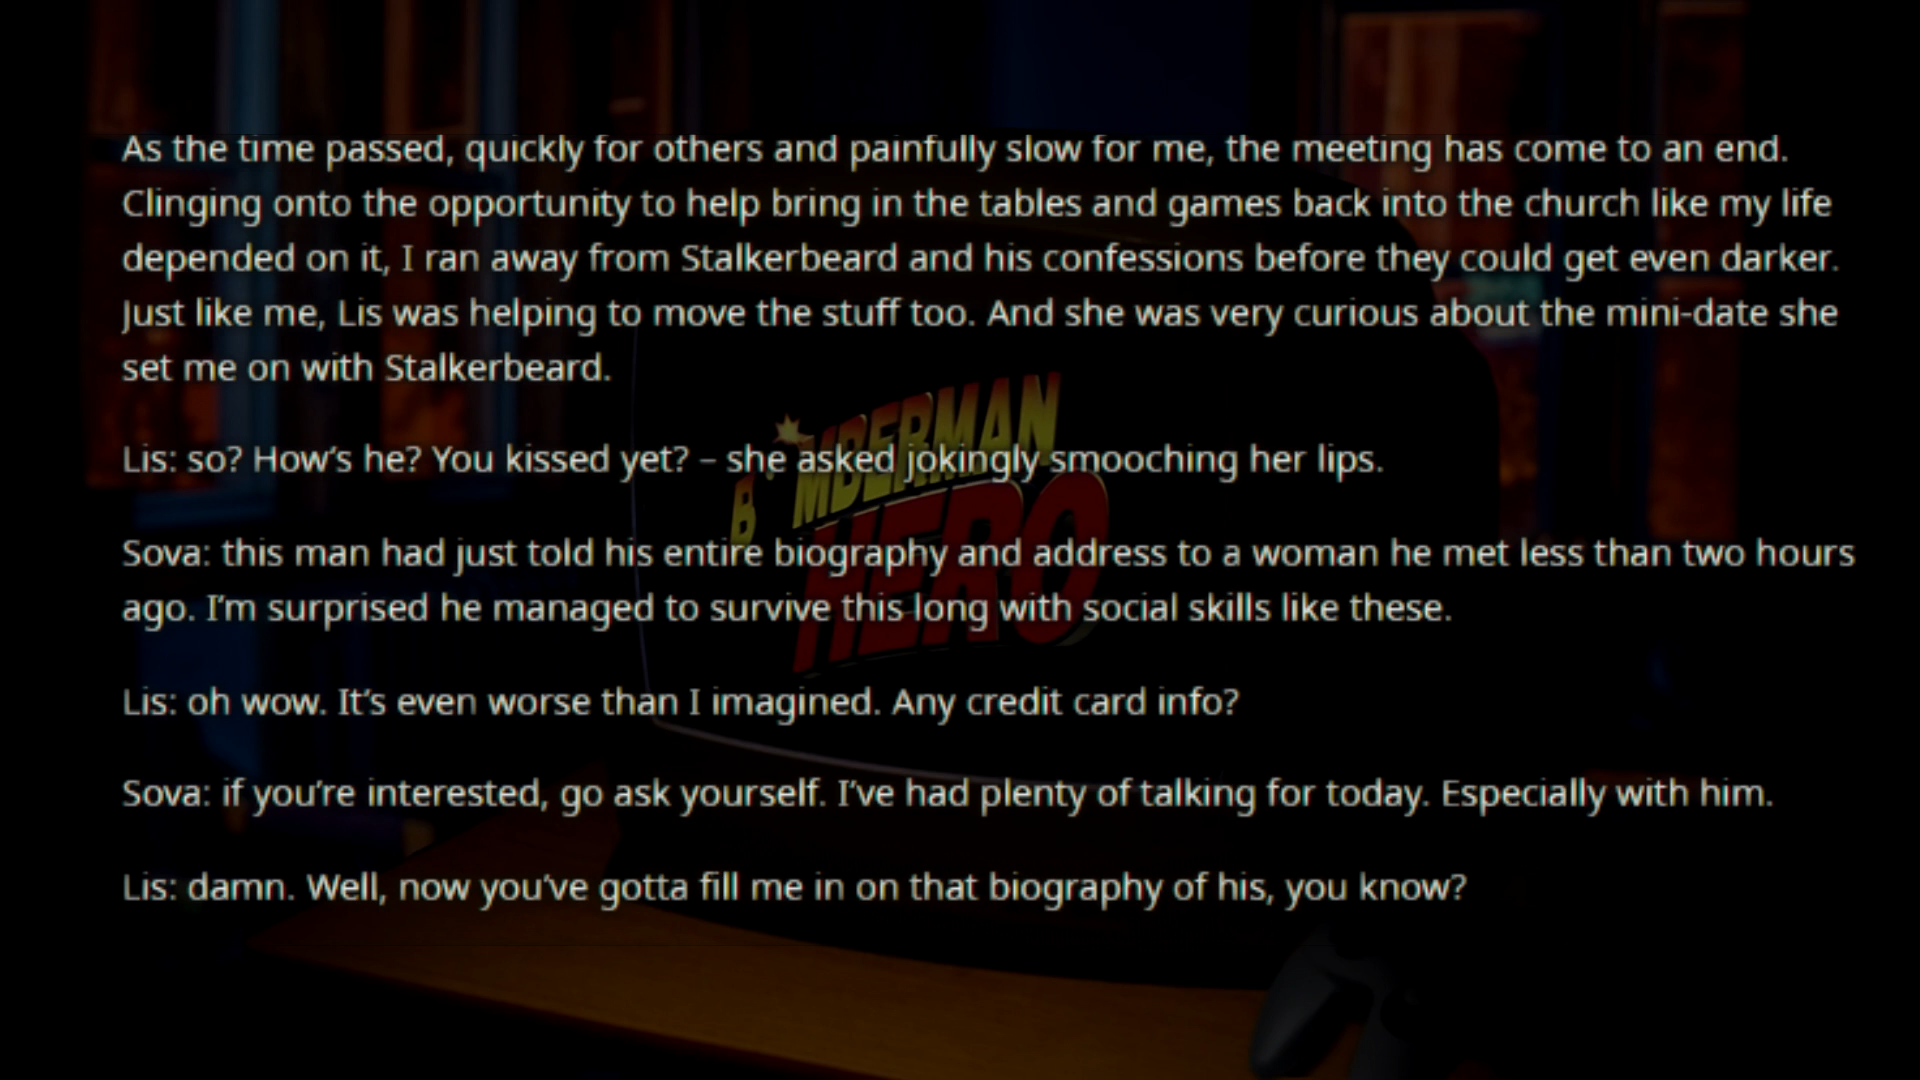 As the time passed, quickly for others and painfully slow for me, the meeting has come to an end.
Clinging onto the opportunity to help bring in the tables and games back into the church like my life
depended on it, I ran away from Stalkerbeard and his confessions before they could get even darker.
Just like me, Lis was helping to move the stuff too. And she was very curious about the mini-date she
set me on with Stalkerbeard.
Lis: so? How’s he? You kissed yet? – she asked jokingly smooching her lips.
Sova: this man had just told his entire biography and address to a woman he met less than two hours
ago. I’m surprised he managed to survive this long with social skills like these.
Lis: oh wow. It’s even worse than I imagined. Any credit card info?
Sova: if you’re interested, go ask yourself. I’ve had plenty of talking for today. Especially with him.
Lis: damn. Well, now you’ve gotta fill me in on that biography of his, you know?
B MBERMAN
HERO